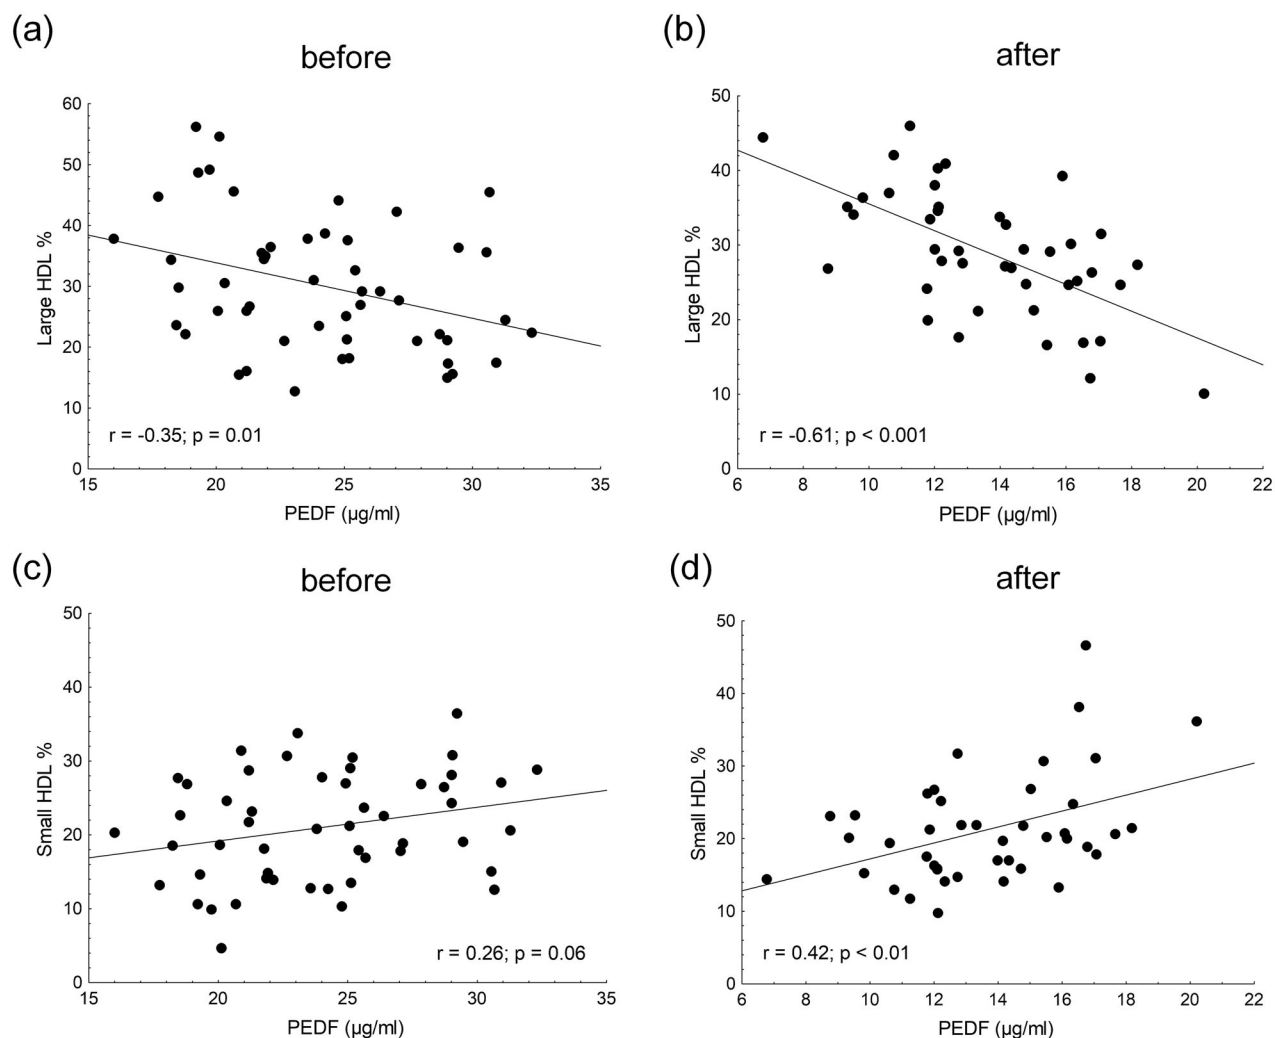 (a)
before
60
50
40
30
20
10
0
Large HDL %
r = -0.35; p = 0.01
15 20 25 30 35
PEDF (µg/ml)
(b)
after
50
40
30
20
10
0
Large HDL %
r = -0.61; p < 0.001
6 8 10 12 14 16 18 20 22
PEDF (µg/ml)
(c)
before
50
40
30
20
10
0
Small HDL %
r = 0.26; p = 0.06
15 20 25 30 35
PEDF (µg/ml)
(d)
after
50
40
30
20
10
0
Small HDL %
r = 0.42; p < 0.01
6 8 10 12 14 16 18 20 22
PEDF (µg/ml)